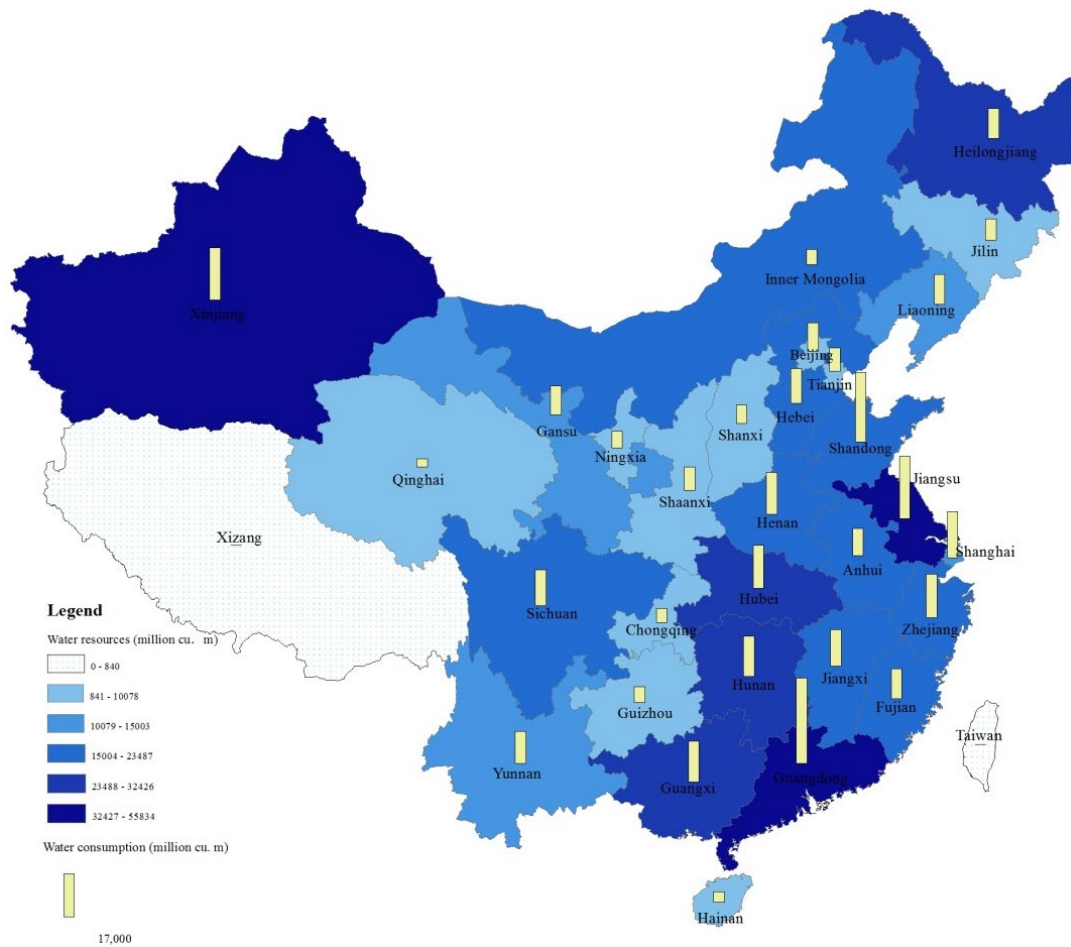 Heilongjiang
Jilin
Xinjiang
Inner Mongolia
Liaoning
Beijing
Tianjin
Hebei
Gansu
Shanxi
Shandong
Ningxia
Qinghai
Shaanxi
Jiangsu
Henan
Xizang
Shanghai
Anhui
Hubei
Sichuan
Zhejiang
Chongqing
Jiangxi
Hunan
Fujian
Guizhou
Taiwan
Yunnan
Guangdong
Guangxi
Hainan
Legend
Water resources (million cu. m)
0 - 840
841 - 10078
10079 - 15003
15004 - 23487
23488 - 32426
32427 - 55834
Water consumption (million cu. m)
17,000